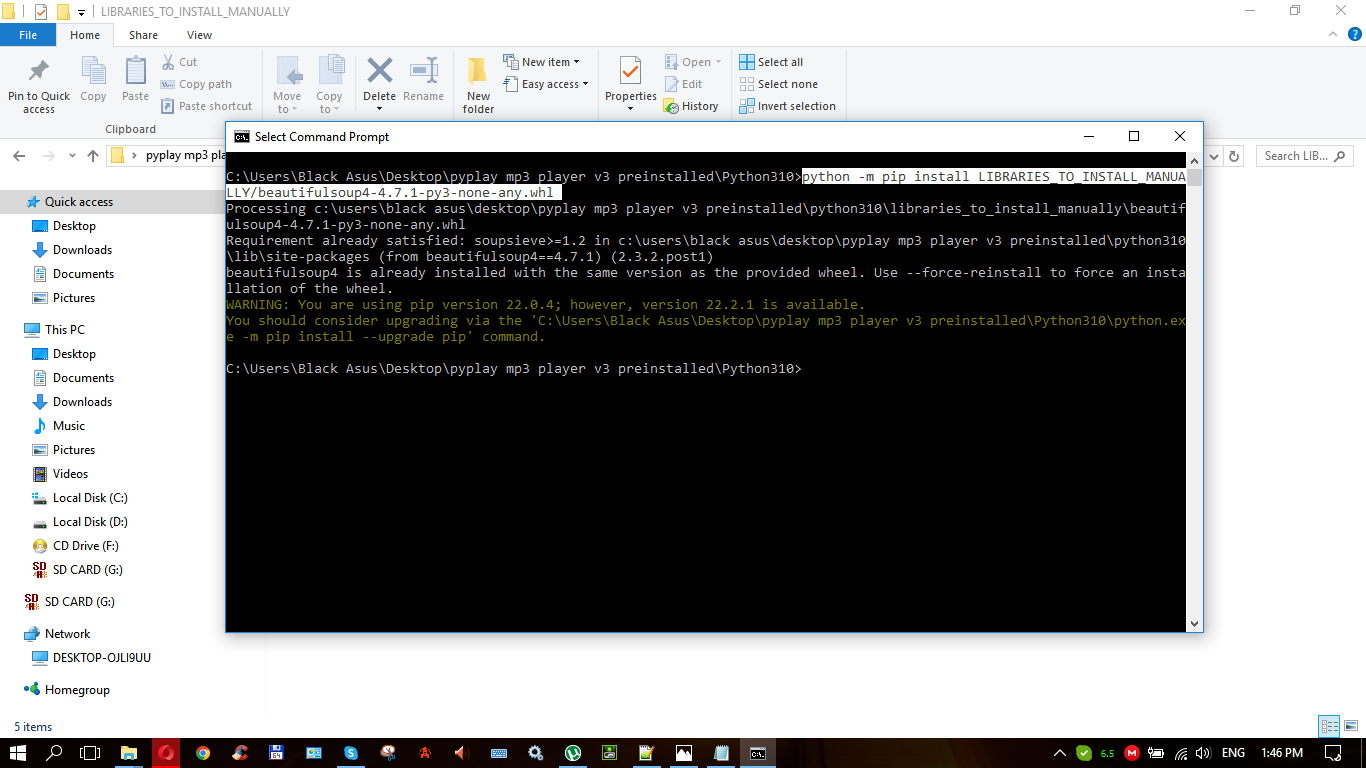 LIBRARIES_TO_INSTALL_MANUALLY
File Home Share View
Pin to Quick access
Copy
Paste
Cut
Copy path
Paste shortcut
Clipboard
Move to
Copy to
Delete
Rename
New folder
New item
Easy access
Properties
Open
Edit
History
Select all
Select none
Invert selection
pyplay mp3
Search LIB...
Quick access
Desktop
Downloads
Documents
Pictures
This PC
Desktop
Documents
Downloads
Music
Pictures
Videos
Local Disk (C:)
Local Disk (D:)
CD Drive (F:)
SD CARD (G:)
SD CARD (G:)
Network
DESKTOP-OJLI9UU
Homegroup
5 items
Select Command Prompt
C:\Users\Black Asus\Desktop\pyplay mp3 player v3 preinstalled\Python310>python -m pip install LIBRARIES_TO_INSTALL_MANUA
LLY/beautifulsoup4-4.7.1-py3-none-any.whl
Processing c:\users\black asus\desktop\pyplay mp3 player v3 preinstalled\python310\libraries_to_install_manually\beautif
ulsoup4-4.7.1-py3-none-any.whl
Requirement already satisfied: soupsieve>=1.2 in c:\users\black asus\desktop\pyplay mp3 player v3 preinstalled\python310
\lib\site-packages (from beautifulsoup4==4.7.1) (2.3.2.post1)
beautifulsoup4 is already installed with the same version as the provided wheel. Use --force-reinstall to force an insta
llation of the wheel.
WARNING: You are using pip version 22.0.4; however, version 22.2.1 is available.
You should consider upgrading via the 'C:\Users\Black Asus\Desktop\pyplay mp3 player v3 preinstalled\Python310\python.ex
e -m pip install --upgrade pip' command.
C:\Users\Black Asus\Desktop\pyplay mp3 player v3 preinstalled\Python310>
6.5 ENG 1:46 PM